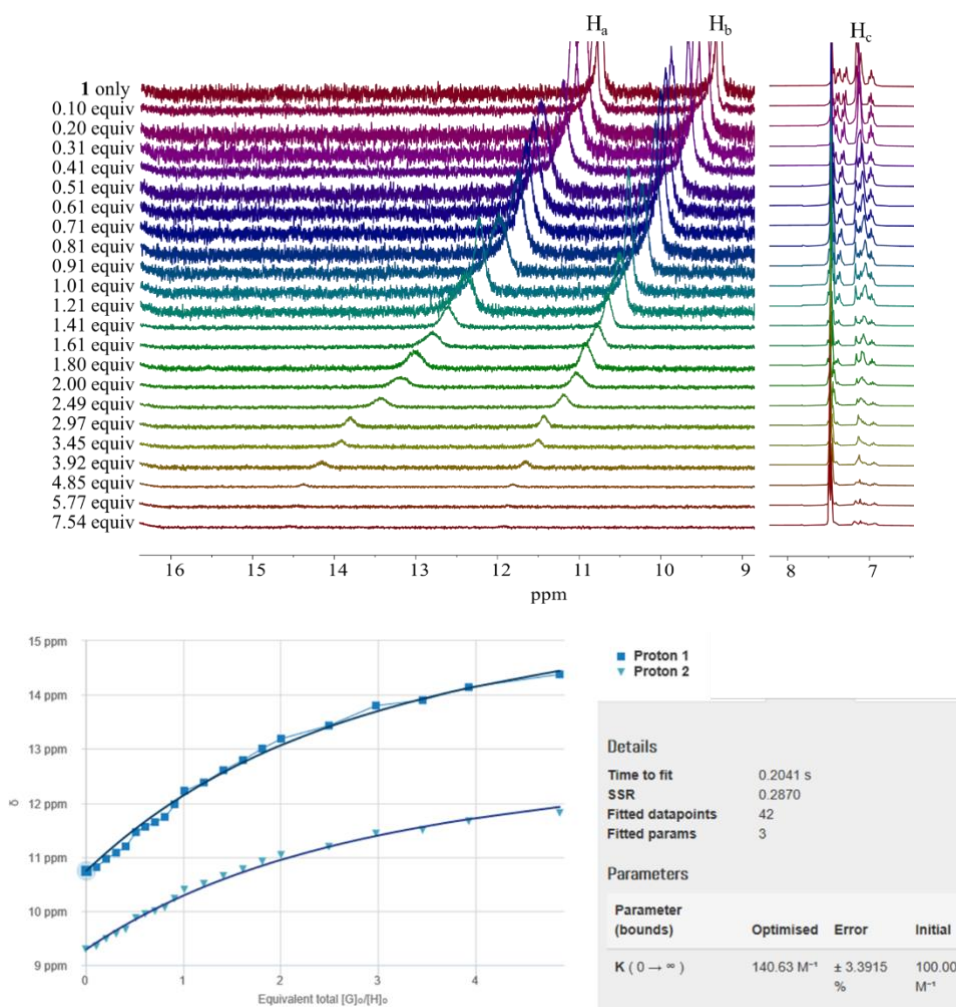 Hₐ H_b H_c
1 only
0.10 equiv
0.20 equiv
0.31 equiv
0.41 equiv
0.51 equiv
0.61 equiv
0.71 equiv
0.81 equiv
0.91 equiv
1.01 equiv
1.21 equiv
1.41 equiv
1.61 equiv
1.80 equiv
2.00 equiv
2.49 equiv
2.97 equiv
3.45 equiv
3.92 equiv
4.85 equiv
5.77 equiv
7.54 equiv
16 15 14 13 12 11 10 9 8 7
ppm
15 ppm
14 ppm
13 ppm
12 ppm
11 ppm
10 ppm
9 ppm
δ
0 1 2 3 4
Equivalent total [G]₀/[H]₀
Proton 1
Proton 2
Details
Time to fit 0.2041 s
SSR 0.2870
Fitted datapoints 42
Fitted params 3
Parameters
Parameter
(bounds) Optimised Error Initial
K ( 0 → ∞ ) 140.63 M⁻¹ ± 3.3915 100.00
% M⁻¹